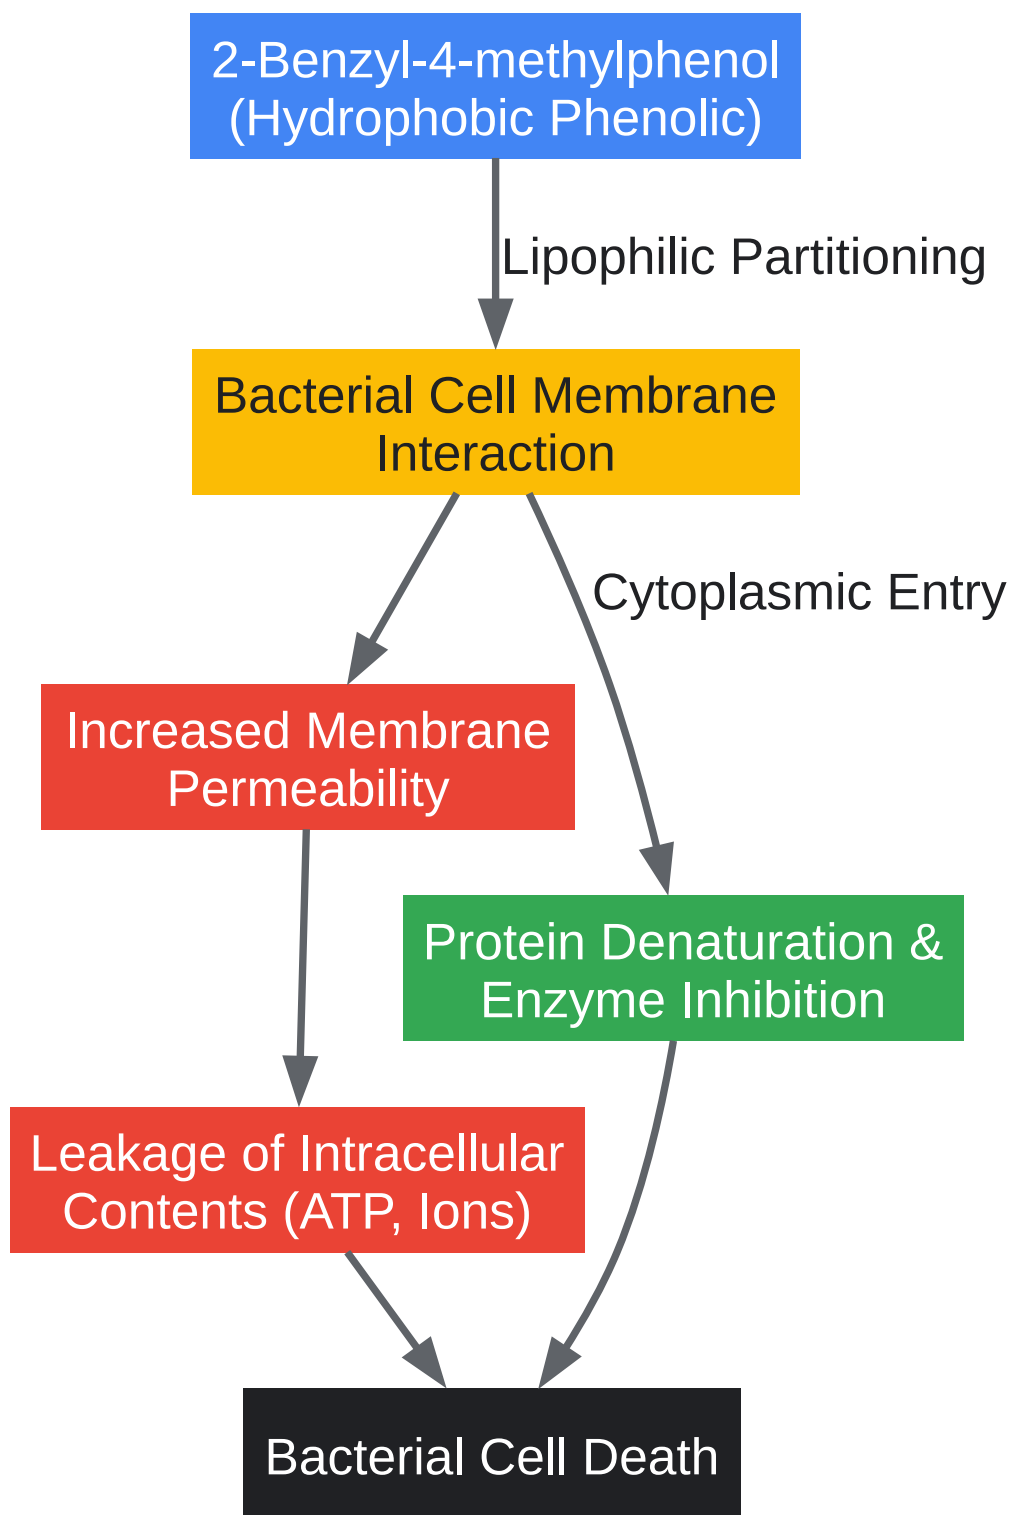 2-Benzyl-4-methylphenol
(Hydrophobic Phenolic)
Lipophilic Partitioning
Bacterial Cell Membrane
Interaction
Cytoplasmic Entry
Increased Membrane
Permeability
Protein Denaturation &
Enzyme Inhibition
Leakage of Intracellular
Contents (ATP, Ions)
Bacterial Cell Death